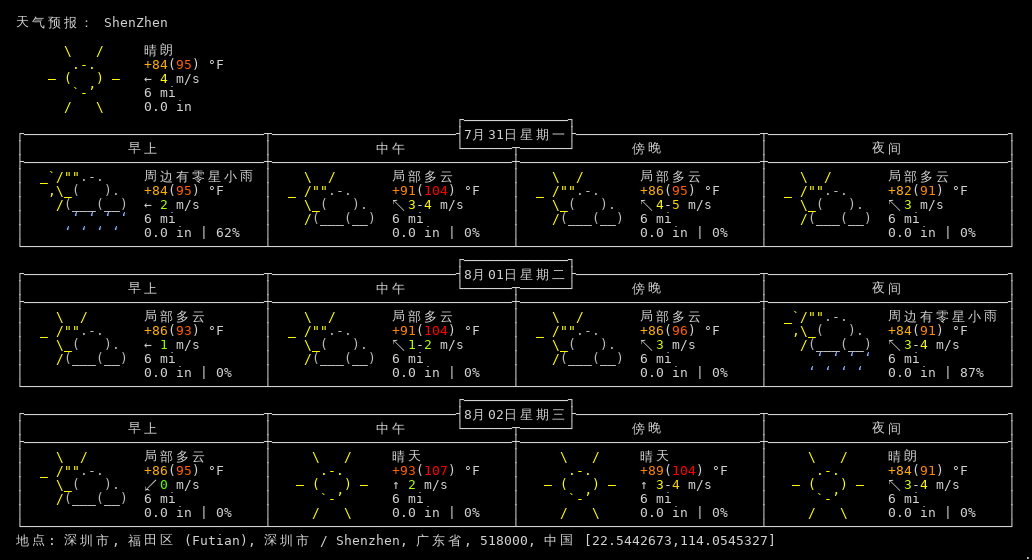 天气预报： ShenZhen
晴朗
+84(95) °F
← 4 m/s
6 mi
0.0 in
7月31日星期一
早上 中午 傍晚 夜间
周边有零星小雨 局部多云 局部多云 局部多云
+84(95) °F +91(104) °F +86(95) °F +82(91) °F
← 2 m/s ↖ 3-4 m/s ↖ 4-5 m/s ↖ 3 m/s
6 mi 6 mi 6 mi 6 mi
0.0 in | 62% 0.0 in | 0% 0.0 in | 0% 0.0 in | 0%
8月01日星期二
早上 中午 傍晚 夜间
局部多云 局部多云 局部多云 周边有零星小雨
+86(93) °F +91(104) °F +86(96) °F +84(91) °F
← 1 m/s ↖ 1-2 m/s ↖ 3 m/s ↖ 3-4 m/s
6 mi 6 mi 6 mi 6 mi
0.0 in | 0% 0.0 in | 0% 0.0 in | 0% 0.0 in | 87%
8月02日星期三
早上 中午 傍晚 夜间
局部多云 晴天 晴天 晴朗
+86(95) °F +93(107) °F +89(104) °F +84(91) °F
↙ 0 m/s ↑ 2 m/s ↑ 3-4 m/s ↖ 3-4 m/s
6 mi 6 mi 6 mi 6 mi
0.0 in | 0% 0.0 in | 0% 0.0 in | 0% 0.0 in | 0%
地点: 深圳市, 福田区 (Futian), 深圳市 / Shenzhen, 广东省, 518000, 中国 [22.5442673,114.0545327]